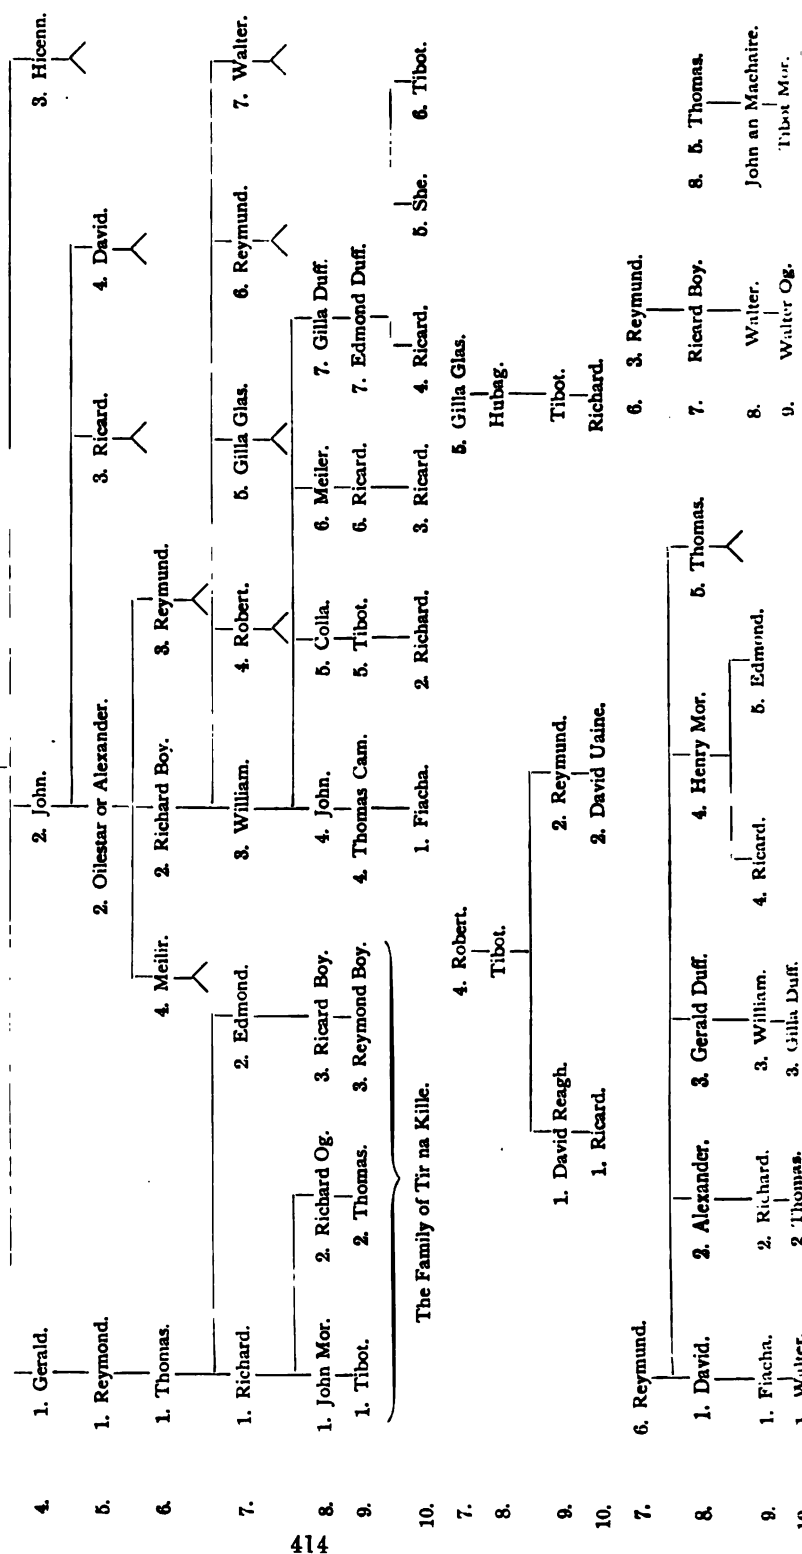 4. 1. Gerald. 2. John. 3. Hicenn.
5. 1. Reymond. 2. Oilestar or Alexander. 3. Ricard. 4. David.
6. 1. Thomas. 4. Meilir. 2. Richard Boy. 3. Reymund.
7. 1. Richard. 2. Edmond. 3. William. 4. Robert. 5. Gilla Glas. 6. Reymund. 7. Walter.
8. 1. John Mor. 2. Richard Og. 3. Ricard Boy. 4. John. 5. Colla. 6. Meiler. 7. Gilla Duff.
9. 1. Tibot. 2. Thomas. 3. Reymond Boy. 4. Thomas Cam. 5. Tibot. 6. Ricard. 7. Edmond Duff.
10. The Family of Tir na Kille. 1. Fiacha. 2. Richard. 3. Ricard. 4. Ricard. 5. She. 6. Tibot.
7. 4. Robert. 5. Gilla Glas.
8. Tibot. Hubag.
9. 1. David Reagh. 2. Reymund. Tibot.
10. 1. Ricard. 2. David Uaine. Richard.
7. 6. Reymund. 6. 3. Reymund.
8. 1. David. 2. Alexander. 3. Gerald Duff. 4. Henry Mor. 5. Thomas. 7. Ricard Boy. 8. 5. Thomas.
9. 1. Fiacha. 2. Richard. 3. William. 4. Ricard. 5. Edmond. 8. Walter. John an Machaire.
10. 1. Walter. 2 Thomas. 3. Gilla Duff. 9. Walter Og. Tibot Mor.
414